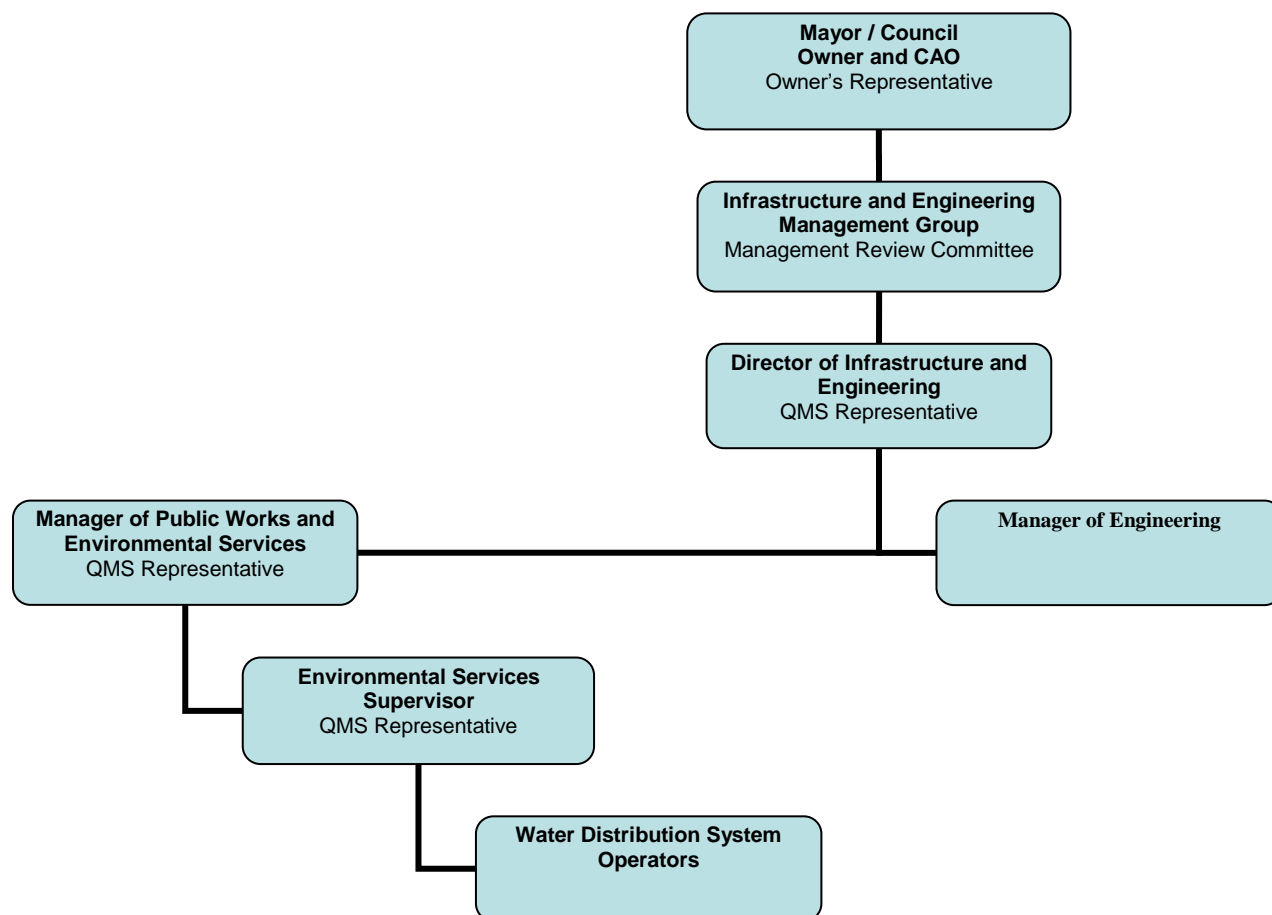 Mayor / Council
Owner and CAO
Owner's Representative
Infrastructure and Engineering
Management Group
Management Review Committee
Director of Infrastructure and
Engineering
QMS Representative
Manager of Public Works and
Environmental Services
QMS Representative
Manager of Engineering
Environmental Services
Supervisor
QMS Representative
Water Distribution System
Operators